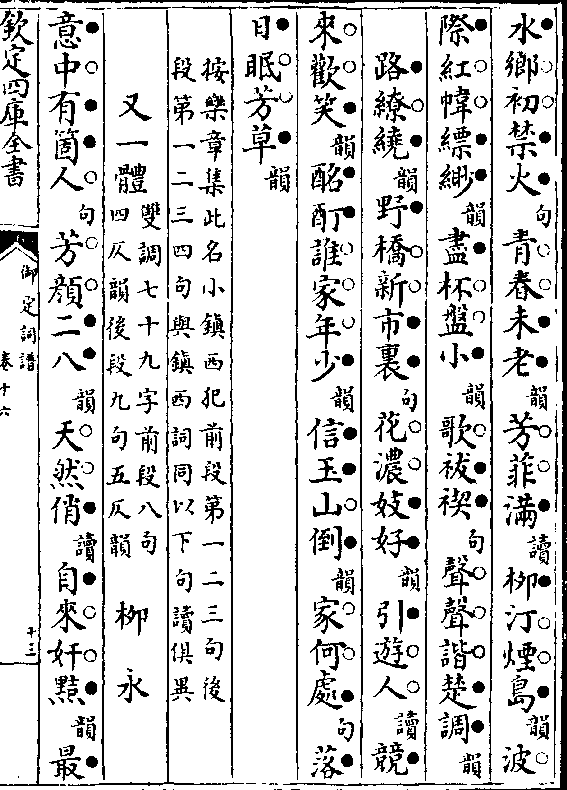 水鄉初禁火句青春未老韻芳菲滿讀柳汀煙島韻波
際紅幃縹緲韻盡杯盤小韻歌祓禊句聲聲諧楚調韻
路繚繞韻野橋新市裏句花濃妓好韻引遊人讀競
來歡笑韻酩酊誰家年少韻信玉山倒韻家何處句落
日眠芳草韻
按樂章集此名小鎮西犯前段第一二三句後
段第一二三四句與鎮西詞同以下句讀俱異
又一體雙調七十九字前段八句
四仄韻後段九句五仄韻柳永
意中有箇人句芳顏二八韻天然俏讀自來奸黠韻最
欽定四庫全書
御定詞譜
卷十六
十三